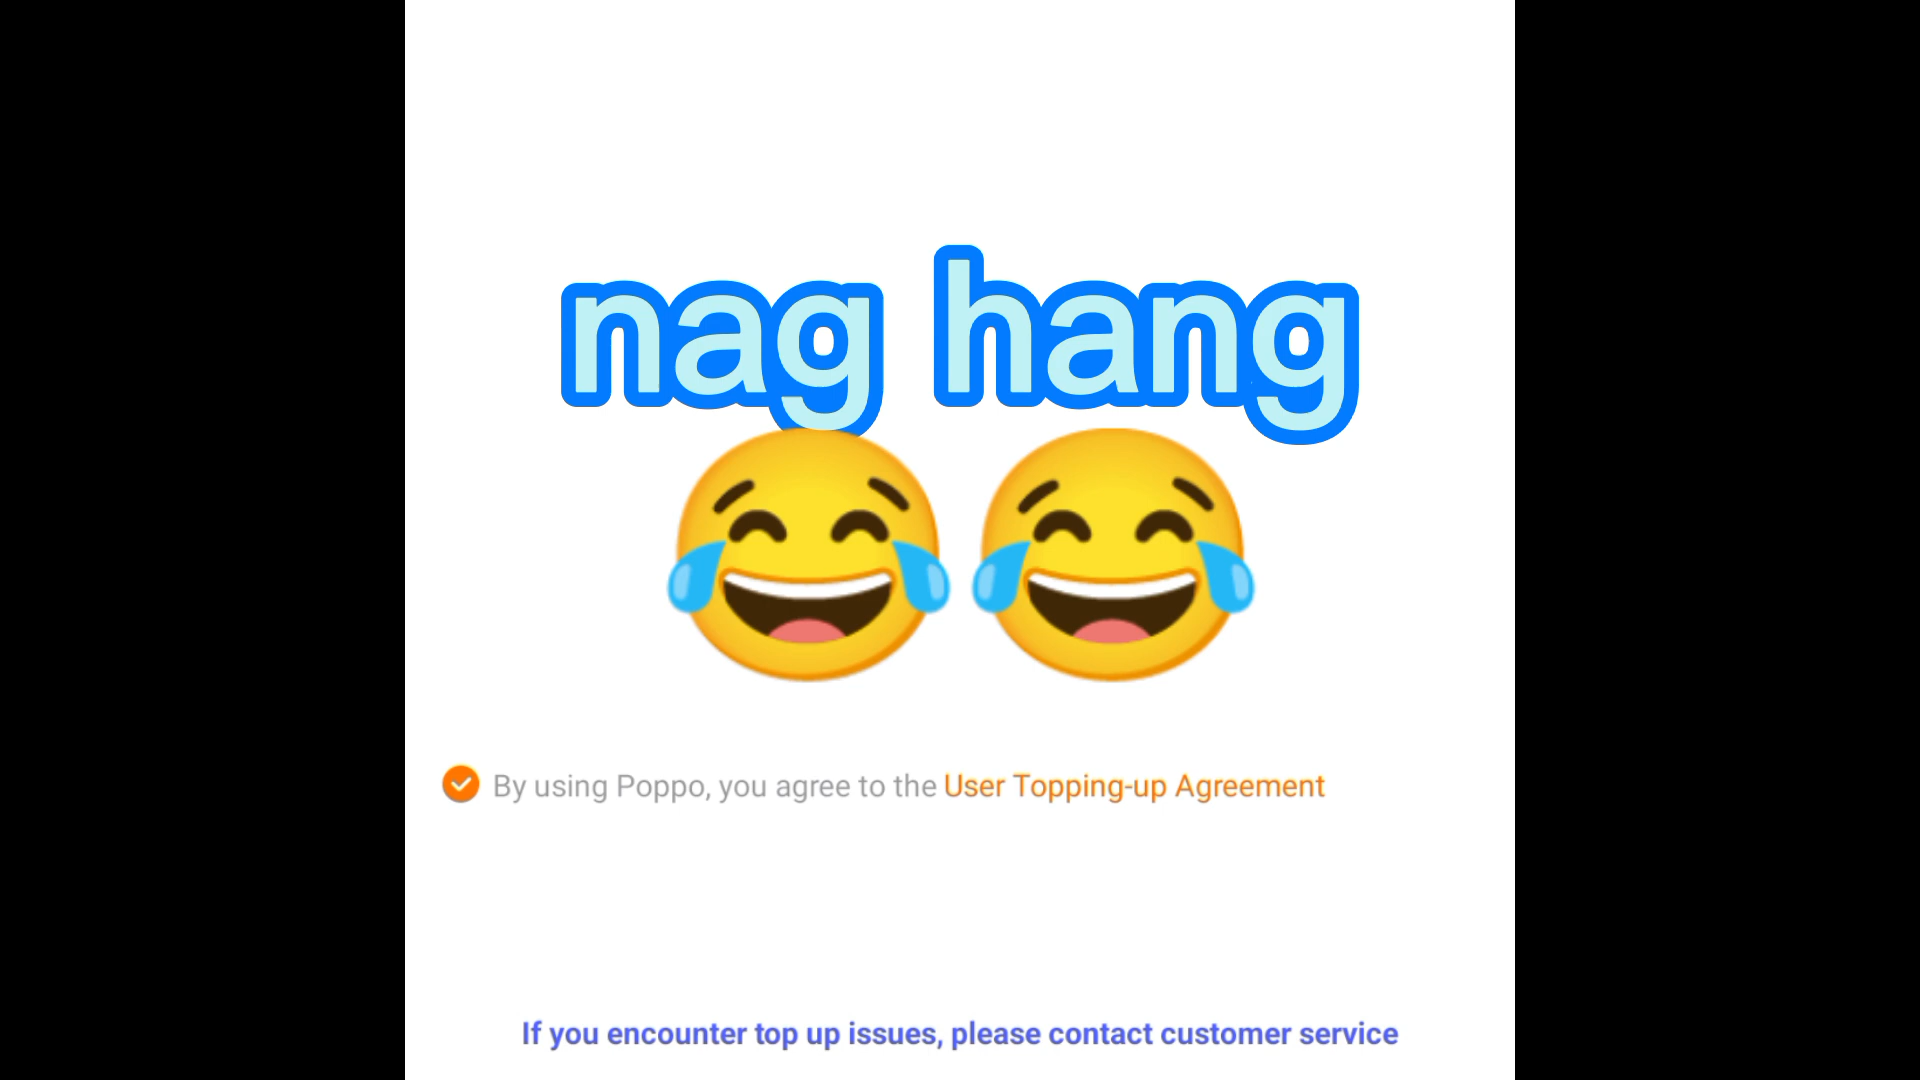 nag hang
😂😂
By using Poppo, you agree to the User Topping-up Agreement
If you encounter top up issues, please contact customer service